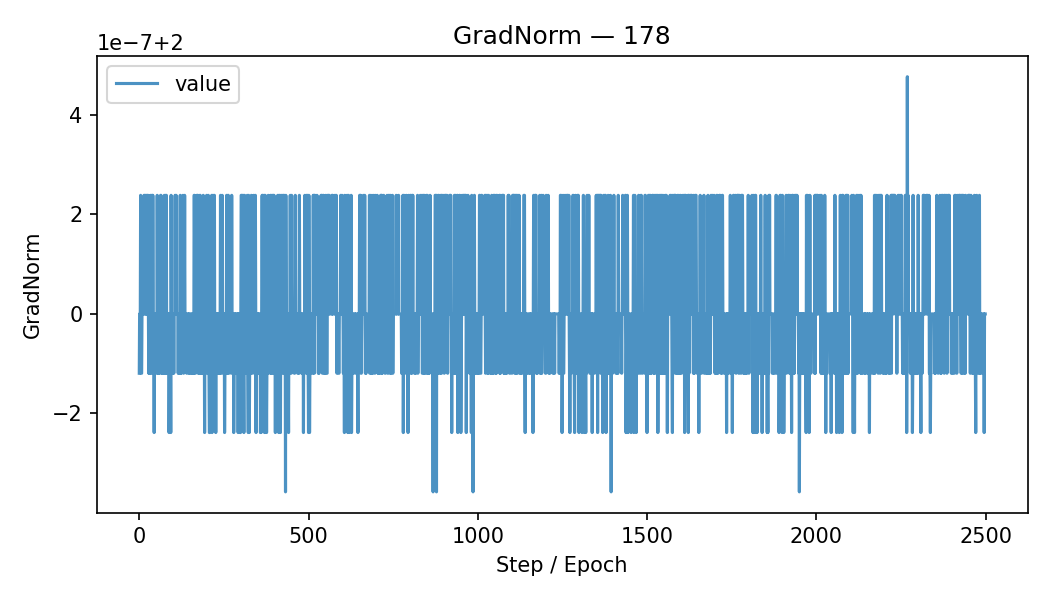 GradNorm — 178
1e−7+2
value
4
2
0
−2
GradNorm
0 500 1000 1500 2000 2500
Step / Epoch